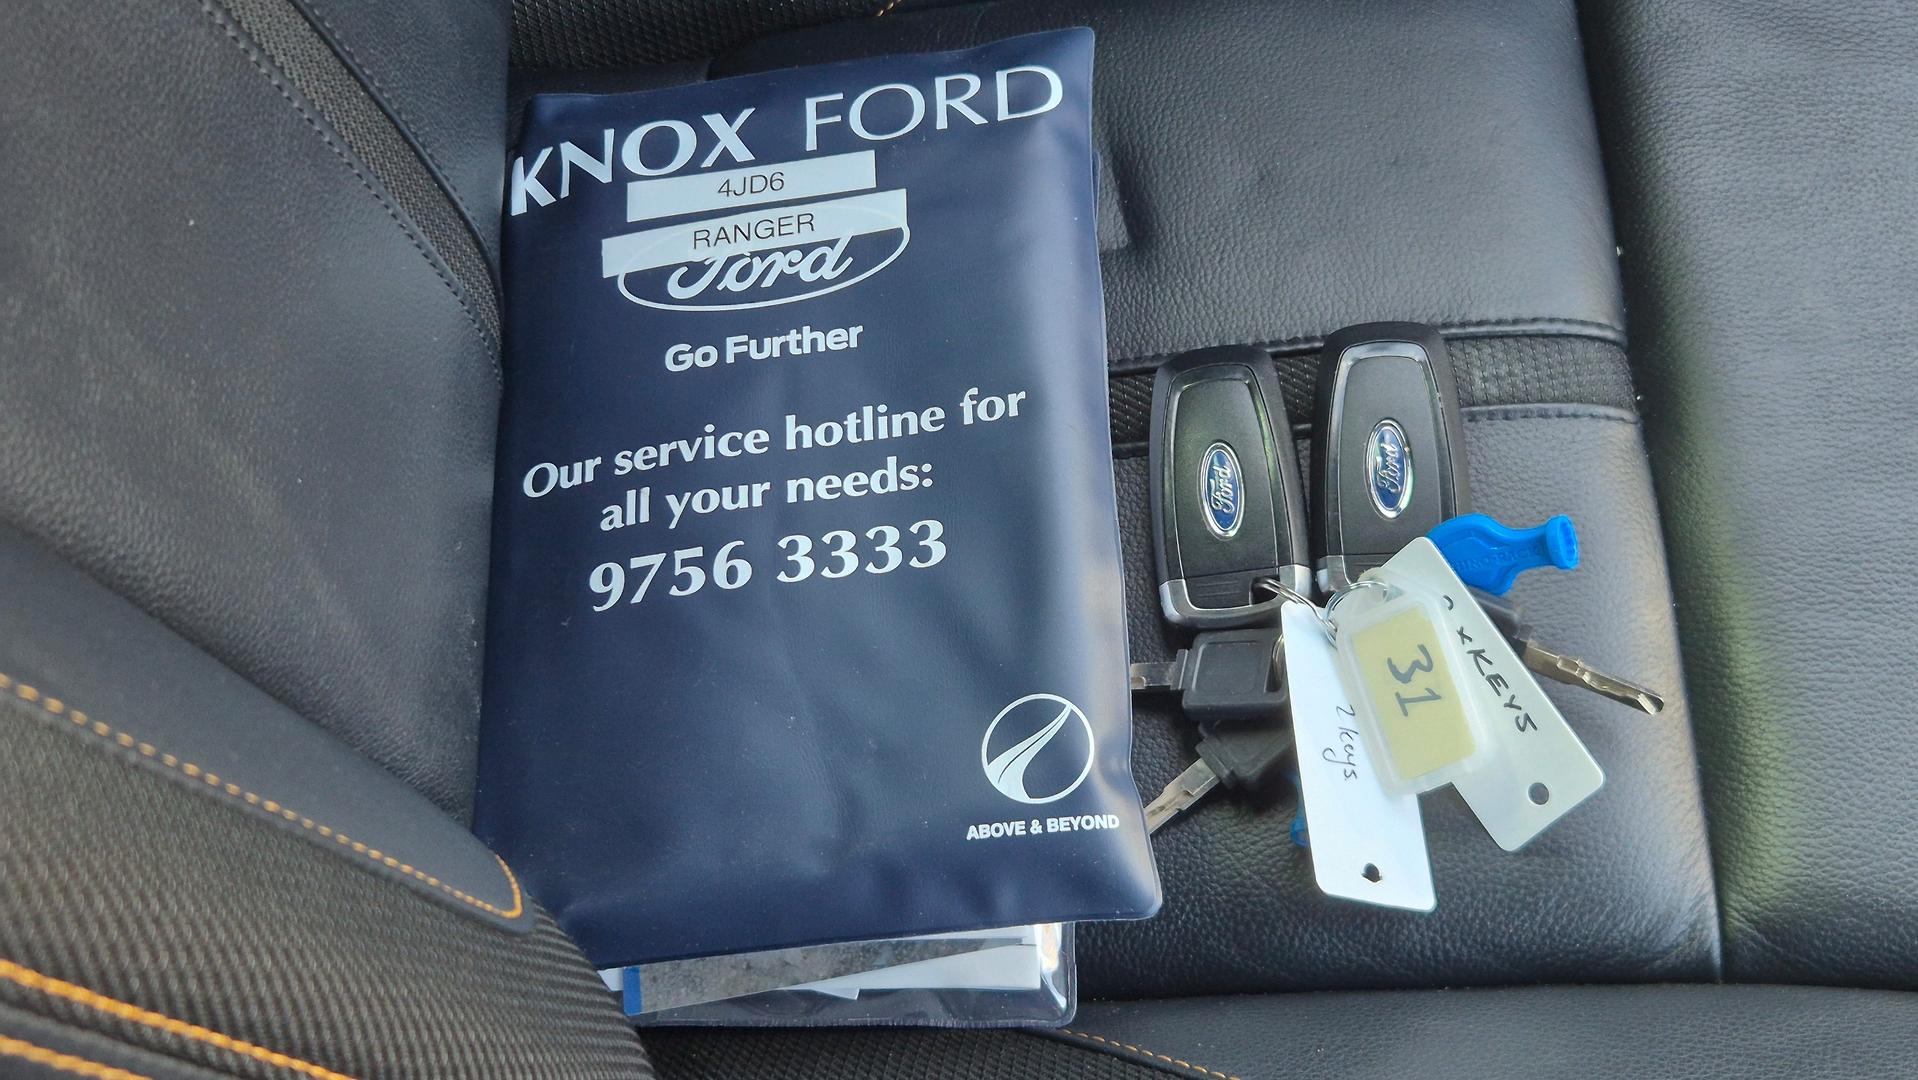 KNOX FORD
4JD6
RANGER
Ford
Go Further
Our service hotline for
all your needs:
9756 3333
ABOVE & BEYOND
Ford
Ford
31
2 keys
x KEYS